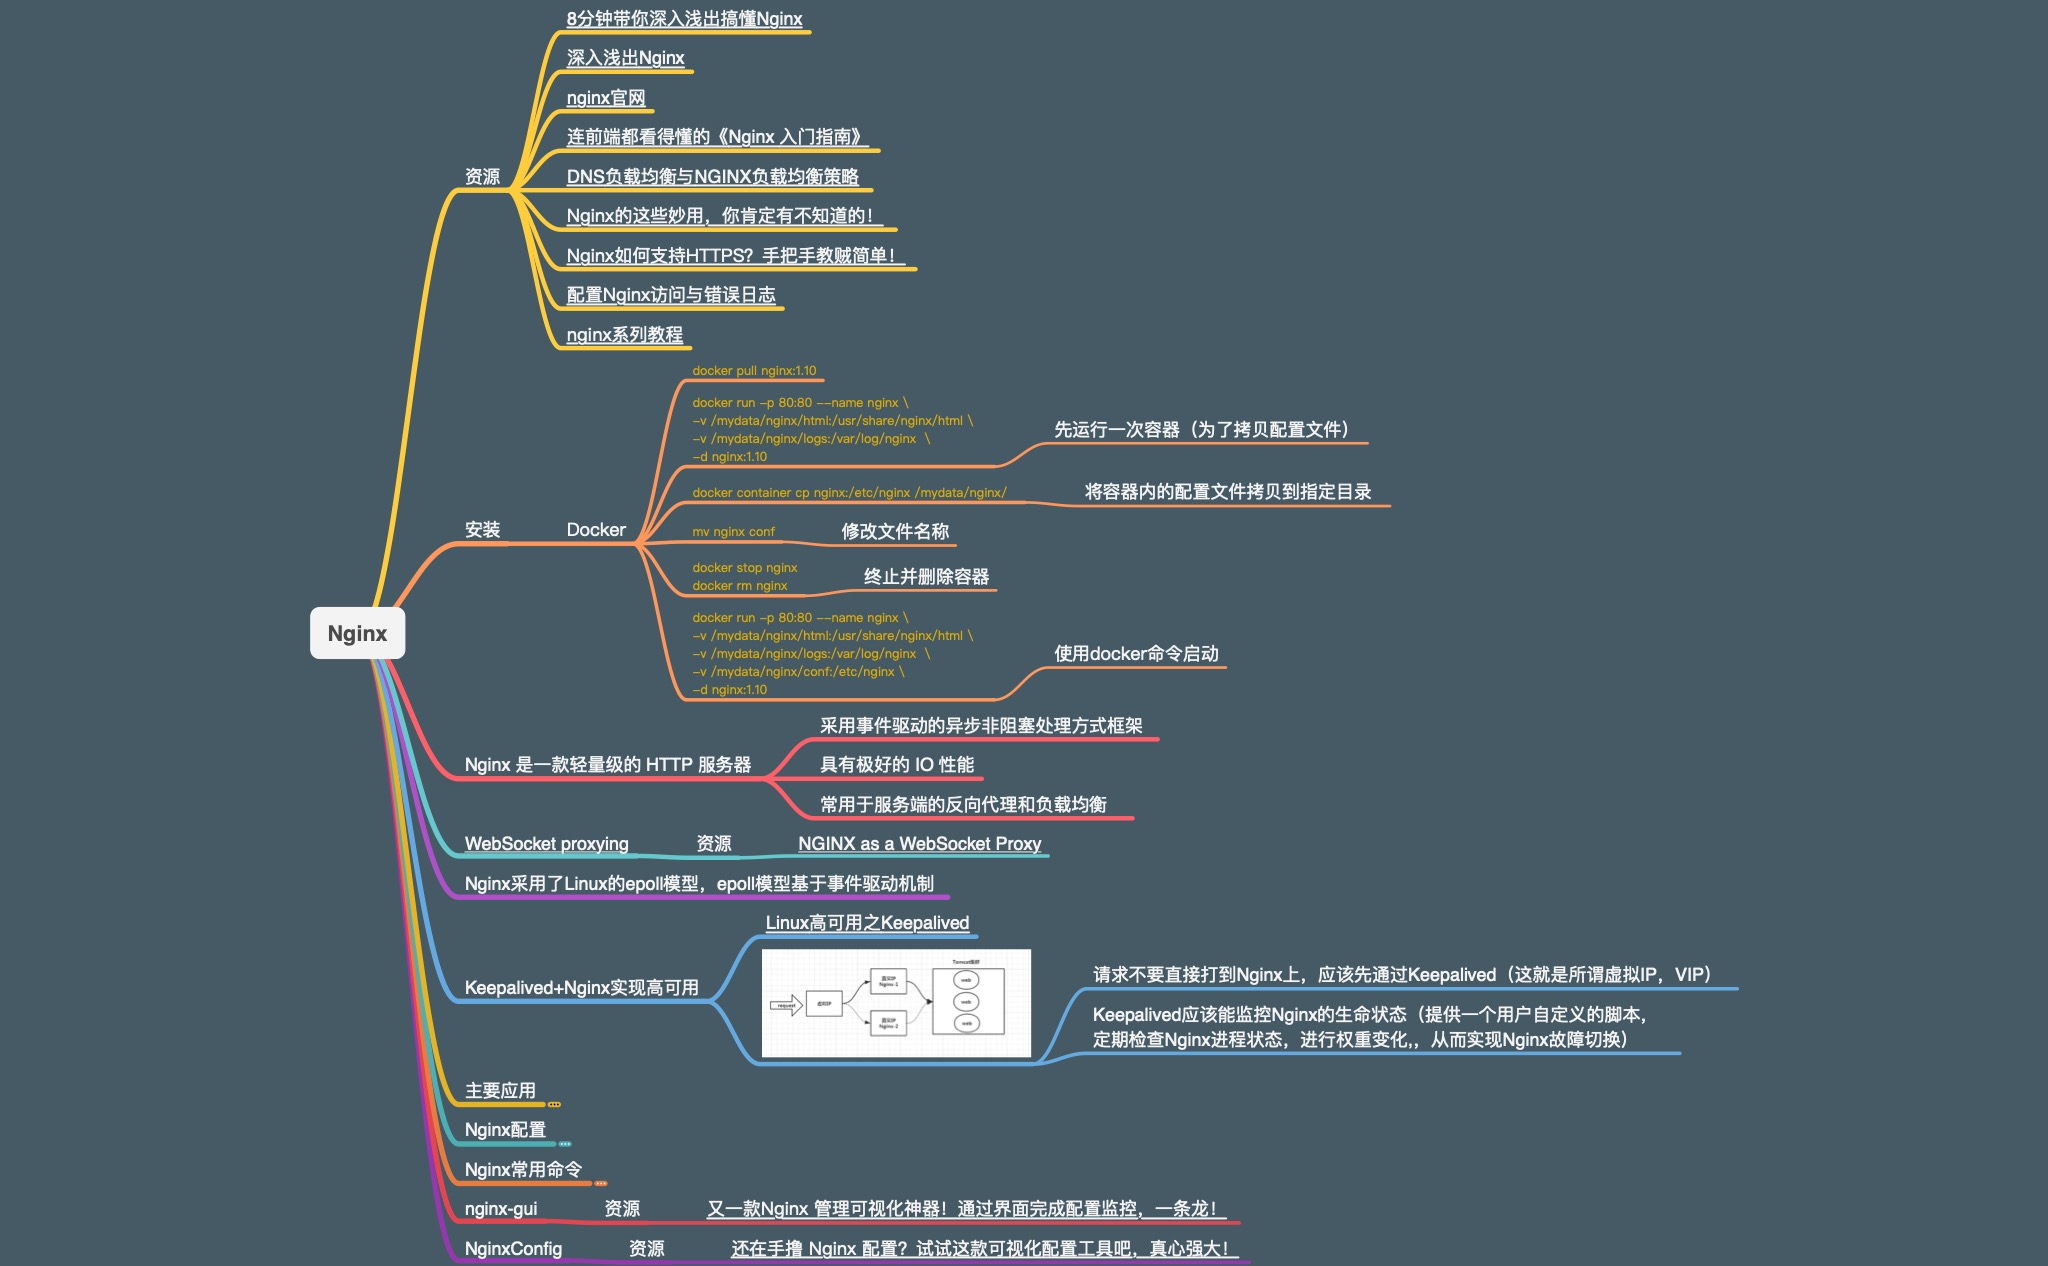 Nginx
资源
8分钟带你深入浅出搞懂Nginx
深入浅出Nginx
nginx官网
连前端都看得懂的《Nginx 入门指南》
DNS负载均衡与NGINX负载均衡策略
Nginx的这些妙用，你肯定有不知道的！
Nginx如何支持HTTPS？手把手教贼简单！
配置Nginx访问与错误日志
nginx系列教程
安装
Docker
docker pull nginx:1.10
docker run -p 80:80 --name nginx \
-v /mydata/nginx/html:/usr/share/nginx/html \
-v /mydata/nginx/logs:/var/log/nginx  \
-d nginx:1.10
先运行一次容器（为了拷贝配置文件）
docker container cp nginx:/etc/nginx /mydata/nginx/
将容器内的配置文件拷贝到指定目录
mv nginx conf
修改文件名称
docker stop nginx
docker rm nginx
终止并删除容器
docker run -p 80:80 --name nginx \
-v /mydata/nginx/html:/usr/share/nginx/html \
-v /mydata/nginx/logs:/var/log/nginx  \
-v /mydata/nginx/conf:/etc/nginx \
-d nginx:1.10
使用docker命令启动
Nginx 是一款轻量级的 HTTP 服务器
采用事件驱动的异步非阻塞处理方式框架
具有极好的 IO 性能
常用于服务端的反向代理和负载均衡
WebSocket proxying
资源
NGINX as a WebSocket Proxy
Nginx采用了Linux的epoll模型，epoll模型基于事件驱动机制
Keepalived+Nginx实现高可用
Linux高可用之Keepalived
request
虚拟IP
真实IP
Nginx-1
真实IP
Nginx-2
Tomcat集群
web
web
web
请求不要直接打到Nginx上，应该先通过Keepalived（这就是所谓虚拟IP，VIP）
Keepalived应该能监控Nginx的生命状态（提供一个用户自定义的脚本，
定期检查Nginx进程状态，进行权重变化,，从而实现Nginx故障切换）
主要应用
Nginx配置
Nginx常用命令
nginx-gui
资源
又一款Nginx 管理可视化神器！通过界面完成配置监控，一条龙！
NginxConfig
资源
还在手撸 Nginx 配置？试试这款可视化配置工具吧，真心强大！